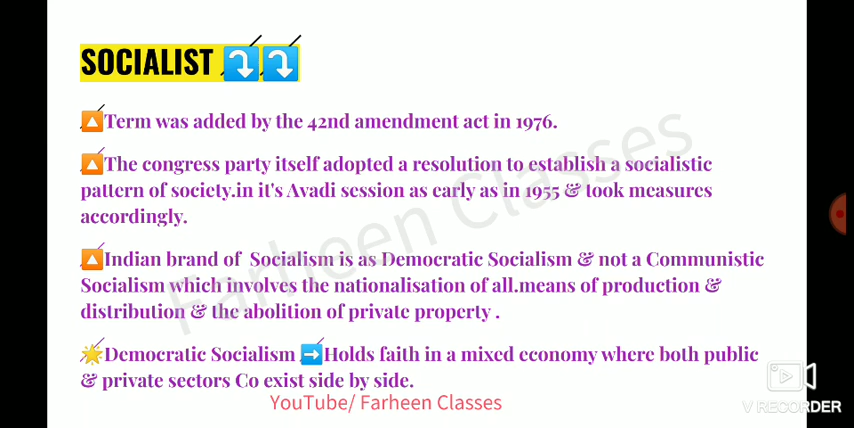 SOCIALIST ⤵️⤵️
🔼Term was added by the 42nd amendment act in 1976.
🔼The congress party itself adopted a resolution to establish a socialistic
pattern of society.in it's Avadi session as early as in 1955 & took measures
accordingly.
🔼Indian brand of Socialism is as Democratic Socialism & not a Communistic
Socialism which involves the nationalisation of all.means of production &
distribution & the abolition of private property .
🌟Democratic Socialism ➡️Holds faith in a mixed economy where both public
& private sectors Co exist side by side.
YouTube/ Farheen Classes
Farheen Classes
V RECORDER